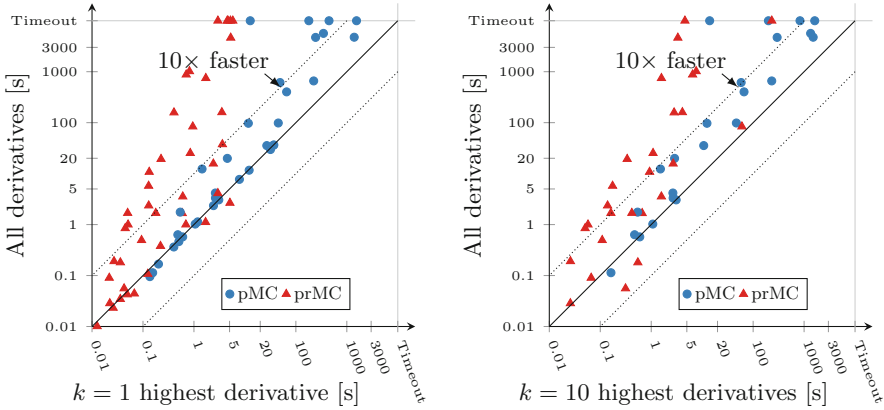 Timeout
3000
1000
100
20
5
1
0.1
0.01
All derivatives [s]
10× faster
pMC prMC
0.01 0.1 1 5 20 100 1000 3000 Timeout
k = 1 highest derivative [s]
Timeout
3000
1000
100
20
5
1
0.1
0.01
All derivatives [s]
10× faster
pMC prMC
0.01 0.1 1 5 20 100 1000 3000 Timeout
k = 10 highest derivatives [s]